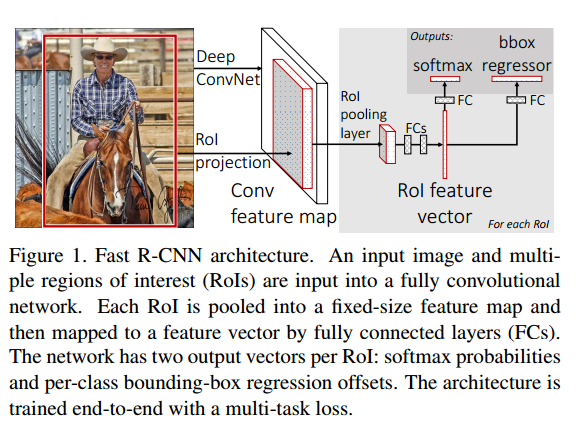 Outputs:
bbox
softmax regressor
Deep
ConvNet
RoI
pooling
layer
FC
FC
FCs
RoI
projection
Conv
feature map
RoI feature
vector
For each RoI
Figure 1. Fast R-CNN architecture. An input image and multi-
ple regions of interest (RoIs) are input into a fully convolutional
network. Each RoI is pooled into a fixed-size feature map and
then mapped to a feature vector by fully connected layers (FCs).
The network has two output vectors per RoI: softmax probabilities
and per-class bounding-box regression offsets. The architecture is
trained end-to-end with a multi-task loss.